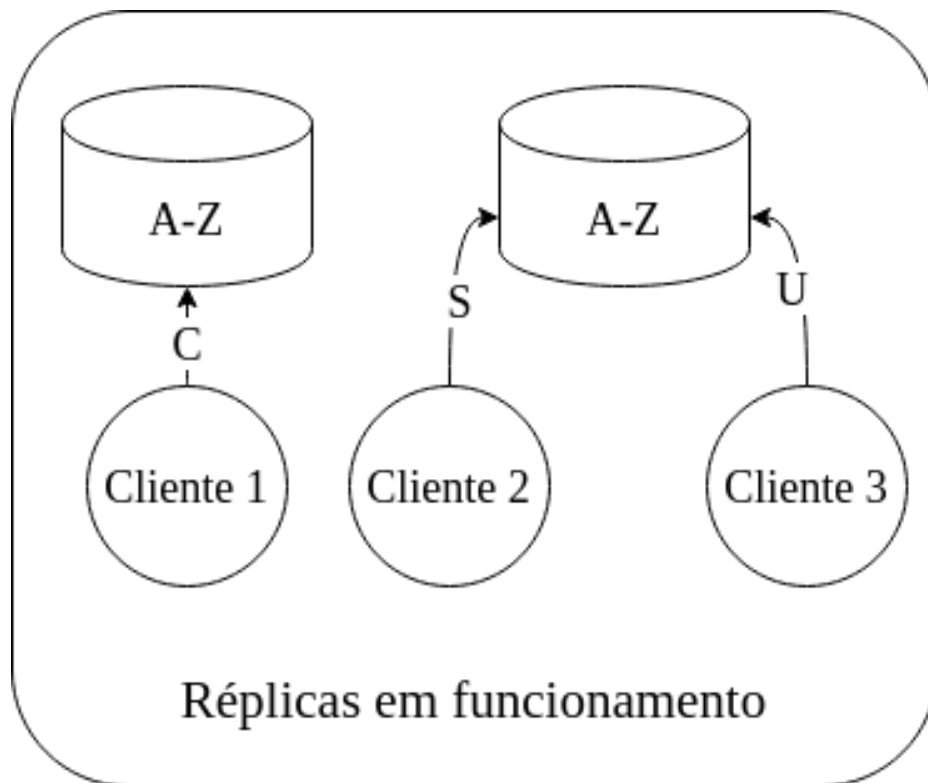 A-Z
A-Z
C
S
U
Cliente 1
Cliente 2
Cliente 3
Réplicas em funcionamento